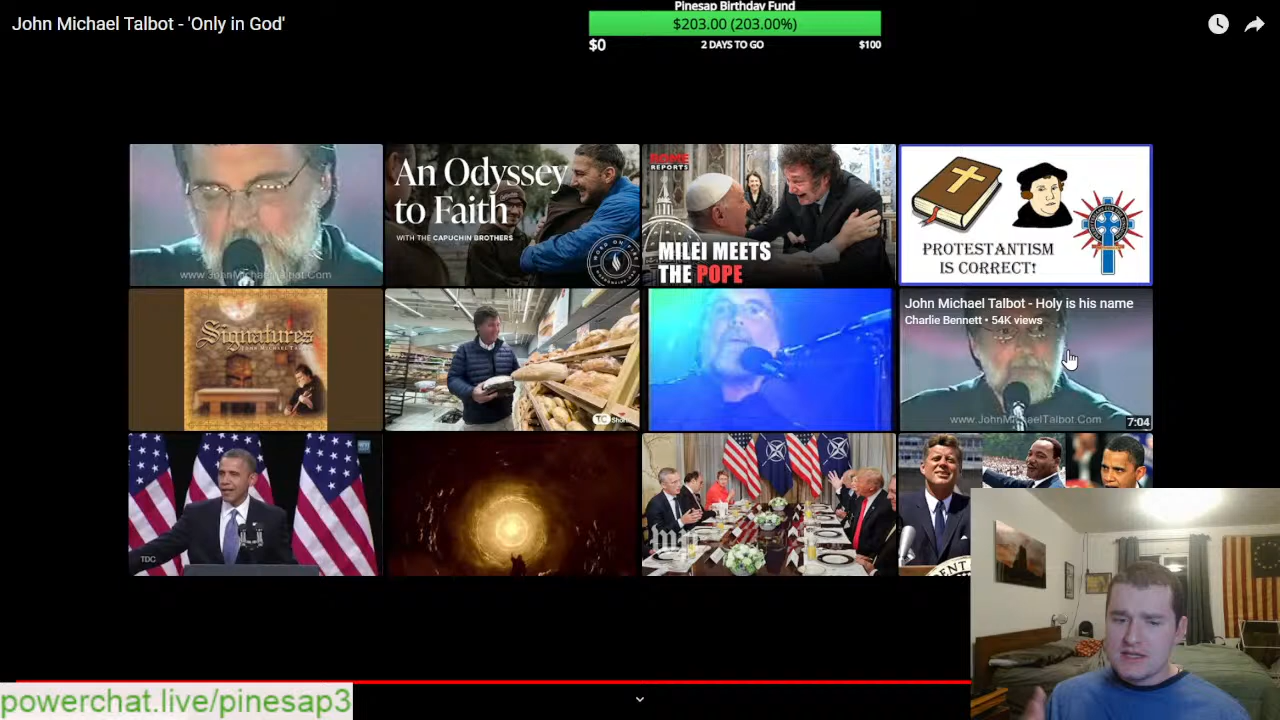 John Michael Talbot - 'Only in God'
Pinesap Birthday Fund
$203.00 (203.00%)
$0
2 DAYS TO GO
$100
www.JohnMichaelTalbot.Com
An Odyssey
to Faith
WITH THE CAPUCHIN BROTHERS
ROME
REPORTS
MILEI MEETS
THE POPE
PROTESTANTISM
IS CORRECT!
Signatures
John Michael Talbot - Holy is his name
Charlie Bennett • 54K views
www.JohnMichaelTalbot.Com
7:04
TDC
powerchat.live/pinesap3